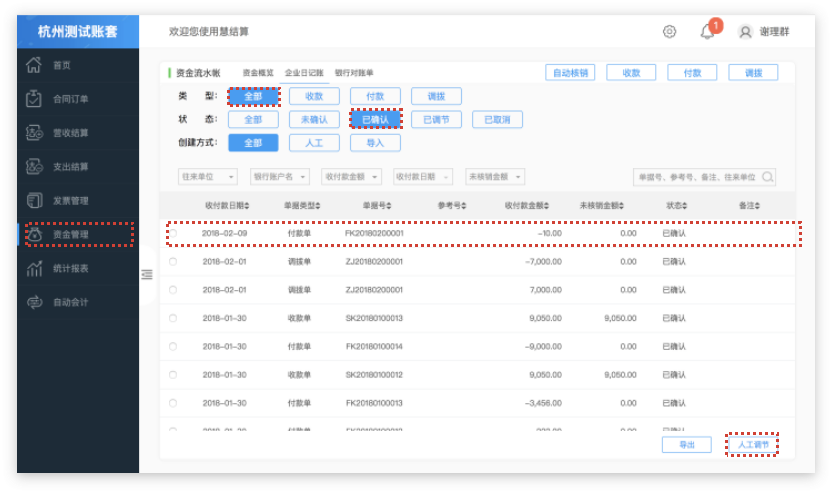 杭州测试账套
欢迎您使用慧结算
1
谢理群
首页
合同订单
营收结算
支出结算
发票管理
资金管理
统计报表
自动会计
资金流水账 资金概览 企业日记账 银行对账单 自动核销 收款 付款 调拨
类 型: 全部 收款 付款 调拨
状 态: 全部 未确认 已确认 已调节 已取消
创建方式: 全部 人工 导入
往来单位 银行账户名 收付款金额 收付款日期 未核销金额 单据号、参考号、备注、往来单位
收付款日期 单据类型 单据号 参考号 收付款金额 未核销金额 状态 备注
2018-02-09 付款单 FK20180200001 -10.00 0.00 已确认
2018-02-01 调拨单 ZJ20180200001 -7,000.00 0.00 已确认
2018-02-01 调拨单 ZJ20180200001 7,000.00 0.00 已确认
2018-01-30 收款单 SK20180100013 9,050.00 9,050.00 已确认
2018-01-30 付款单 FK20180100014 -9,000.00 0.00 已确认
2018-01-30 收款单 SK20180100012 9,050.00 9,050.00 已确认
2018-01-30 付款单 FK20180100013 -3,456.00 0.00 已确认
导出 人工调节